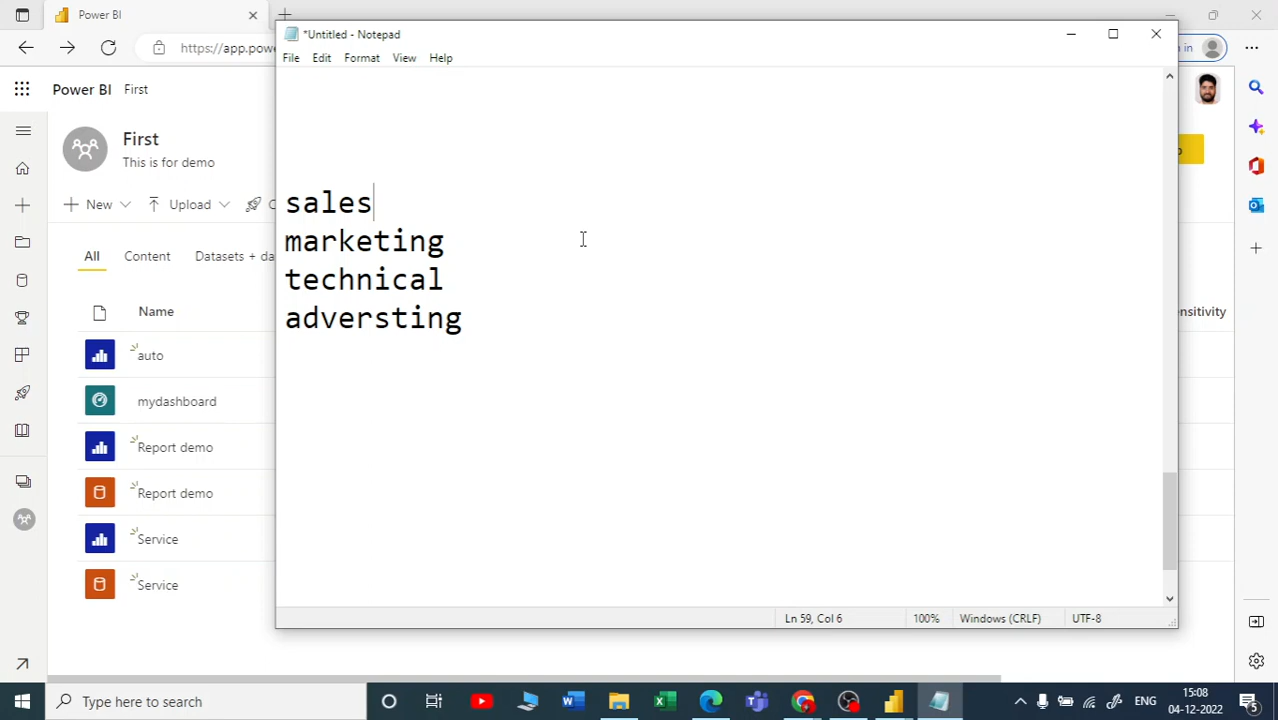 Power BI
https://app.powe
in
*Untitled - Notepad
File Edit Format View Help
Power BI First
First
This is for demo
New Upload
sales
marketing
technical
adversting
All Content Datasets + da
Name
nsitivity
auto
mydashboard
Report demo
Report demo
Service
Service
Ln 59, Col 6 100% Windows (CRLF) UTF-8
Type here to search
ENG
15:08
04-12-2022
5